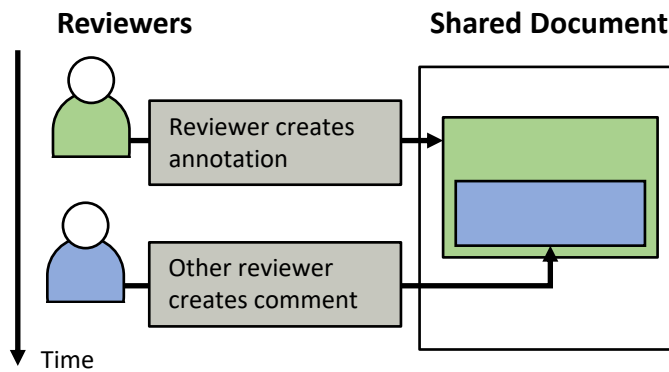 Reviewers
Shared Document
Reviewer creates
annotation
Other reviewer
creates comment
Time